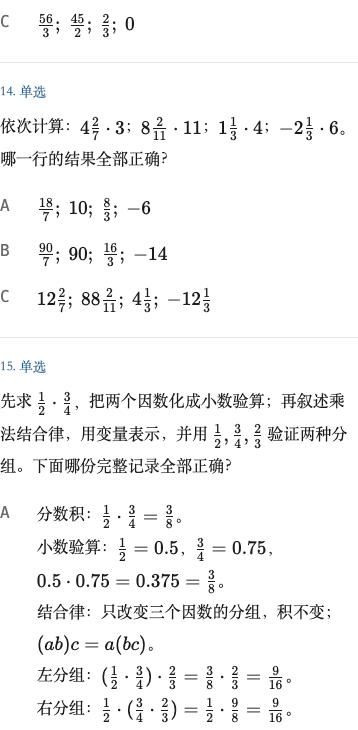 C 56/3; 45/2; 2/3; 0
14. 单选
依次计算：4 2/7 · 3; 8 2/11 · 11; 1 1/3 · 4; −2 1/3 · 6。
哪一行的结果全部正确？
A 18/7; 10; 8/3; −6
B 90/7; 90; 16/3; −14
C 12 2/7; 88 2/11; 4 1/3; −12 1/3
15. 单选
先求 1/2 · 3/4，把两个因数化成小数验算；再叙述乘
法结合律，用变量表示，并用 1/2, 3/4, 2/3 验证两种分
组。下面哪份完整记录全部正确？
A 分数积：1/2 · 3/4 = 3/8。
小数验算：1/2 = 0.5，3/4 = 0.75，
0.5 · 0.75 = 0.375 = 3/8。
结合律：只改变三个因数的分组，积不变；
(ab)c = a(bc)。
左分组：(1/2 · 3/4) · 2/3 = 3/8 · 2/3 = 9/16。
右分组：1/2 · (3/4 · 2/3) = 1/2 · 9/8 = 9/16。